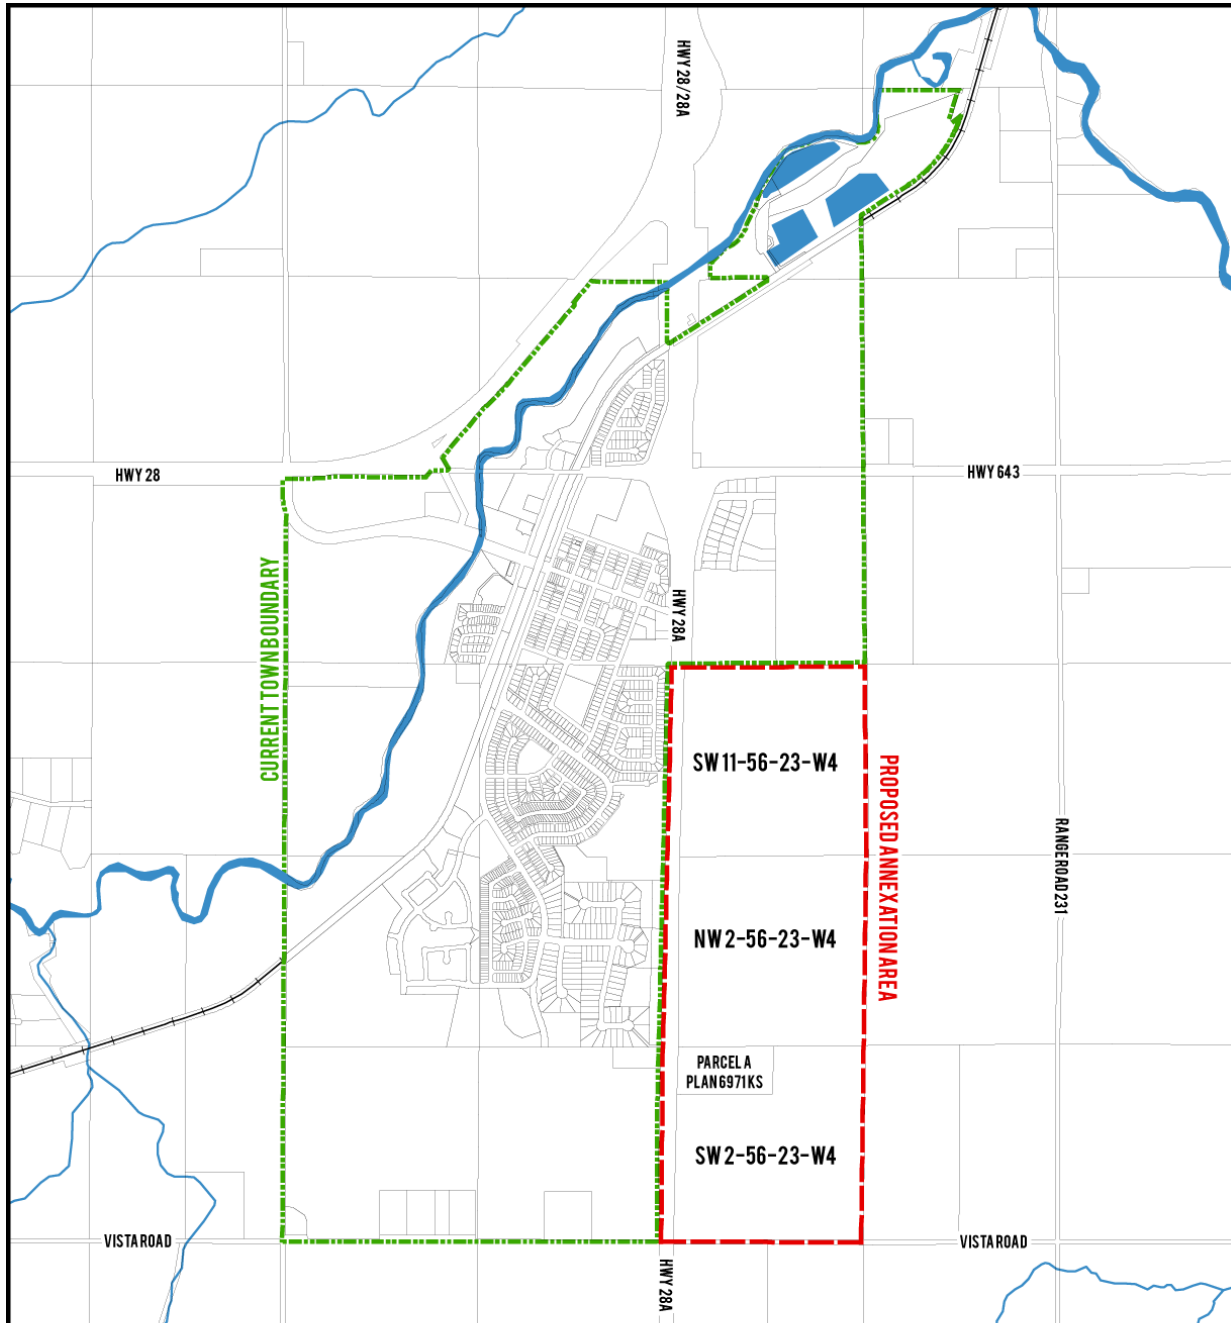 HWY 28/28A
HWY 28
HWY 643
CURRENT TOWN BOUNDARY
HWY 28A
SW 11-56-23-W4
PROPOSED ANNEXATION AREA
RANGE ROAD 231
NW 2-56-23-W4
PARCEL A
PLAN 6971KS
SW 2-56-23-W4
VISTA ROAD
VISTA ROAD
HWY 28A